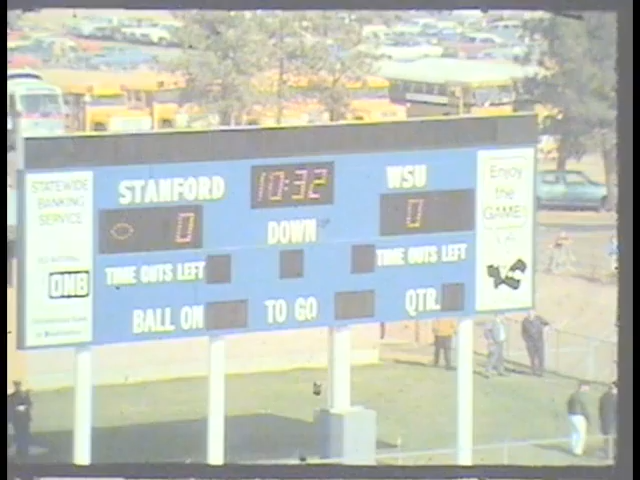 STATEWIDE
BANKING
SERVICE
ONB
STANFORD
0
10:32
DOWN
WSU
0
TIME OUTS LEFT
TIME OUTS LEFT
BALL ON
TO GO
QTR.
Enjoy
the
GAME!